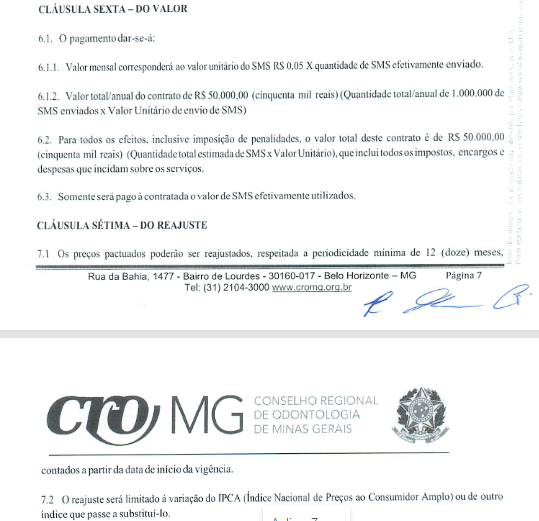 CLÁUSULA SEXTA – DO VALOR
6.1. O pagamento dar-se-á:
6.1.1. Valor mensal corresponderá ao valor unitário do SMS R$ 0,05 X quantidade de SMS efetivamente enviado.
6.1.2. Valor total/anual do contrato de R$ 50.000,00 (cinquenta mil reais) (Quantidade total/anual de 1.000.000 de
SMS enviados x Valor Unitário de envio de SMS)
6.2. Para todos os efeitos, inclusive imposição de penalidades, o valor total deste contrato é de R$ 50.000,00
(cinquenta mil reais) (Quantidade total estimada de SMS x Valor Unitário), que inclui todos os impostos, encargos e
despesas que incidam sobre os serviços.
6.3. Somente será pago à contratada o valor de SMS efetivamente utilizados.
CLÁUSULA SÉTIMA – DO REAJUSTE
7.1 Os preços pactuados poderão ser reajustados, respeitada a periodicidade mínima de 12 (doze) meses,
Rua da Bahia, 1477 - Bairro de Lourdes - 30160-017 - Belo Horizonte – MG Página 7
Tel: (31) 2104-3000 www.cromg.org.br
CRO MG CONSELHO REGIONAL
DE ODONTOLOGIA
DE MINAS GERAIS
contados a partir da data de início da vigência.
7.2 O reajuste será limitado à variação do IPCA (Índice Nacional de Preços ao Consumidor Amplo) ou de outro
índice que passe a substituí-lo.